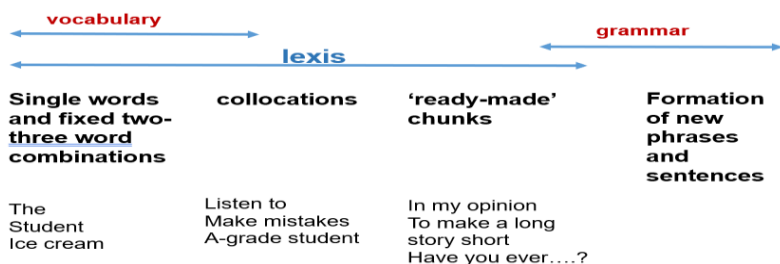 vocabulary
grammar
lexis
Single words
and fixed two-
three word
combinations
collocations
‘ready-made’
chunks
Formation
of new
phrases
and
sentences
The
Student
Ice cream
Listen to
Make mistakes
A-grade student
In my opinion
To make a long
story short
Have you ever....?